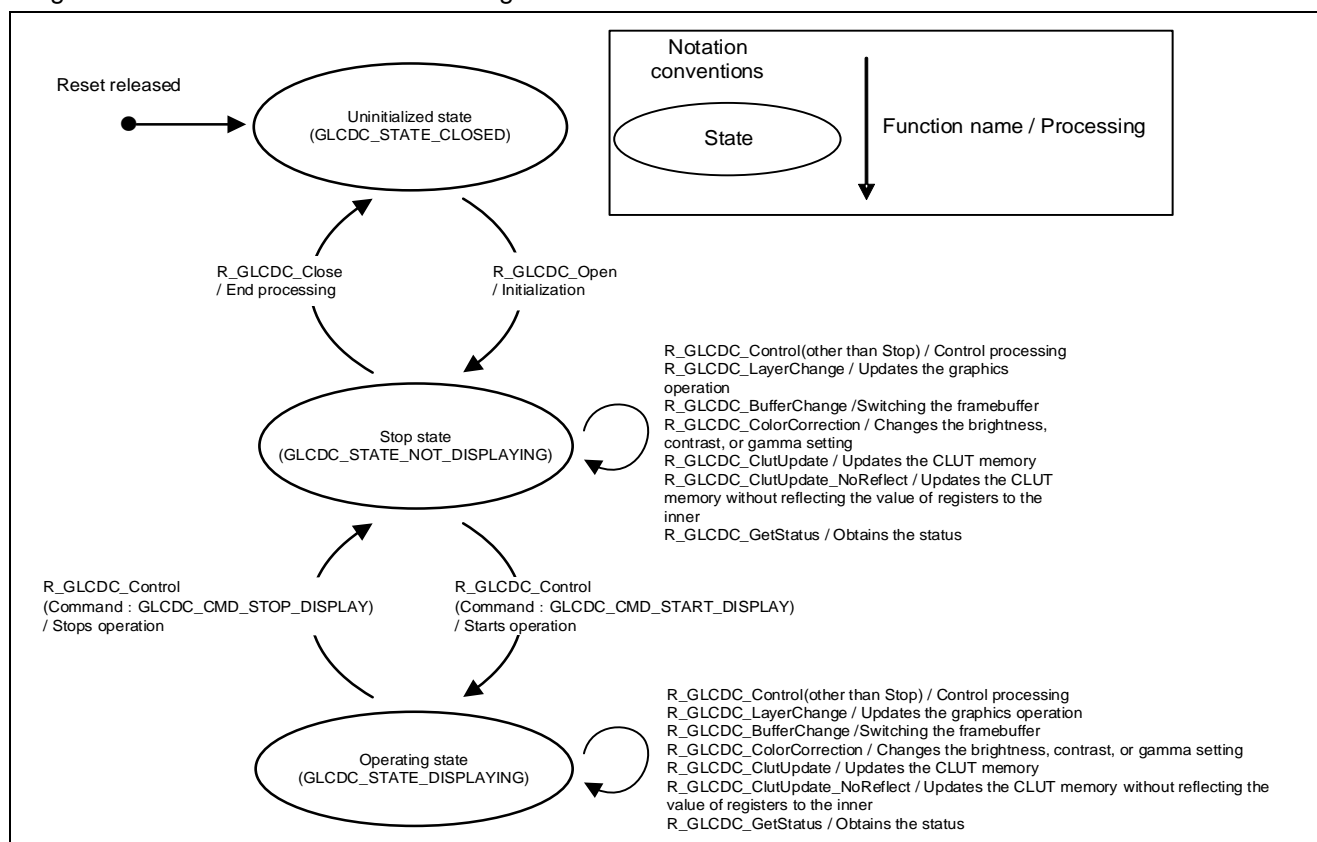 Reset released
Uninitialized state
(GLCDC_STATE_CLOSED)
Notation
conventions
State
Function name / Processing
R_GLCDC_Close
/ End processing
R_GLCDC_Open
/ Initialization
Stop state
(GLCDC_STATE_NOT_DISPLAYING)
R_GLCDC_Control(other than Stop) / Control processing
R_GLCDC_LayerChange / Updates the graphics
operation
R_GLCDC_BufferChange /Switching the framebuffer
R_GLCDC_ColorCorrection / Changes the brightness,
contrast, or gamma setting
R_GLCDC_ClutUpdate / Updates the CLUT memory
R_GLCDC_ClutUpdate_NoReflect / Updates the CLUT
memory without reflecting the value of registers to the
inner
R_GLCDC_GetStatus / Obtains the status
R_GLCDC_Control
(Command : GLCDC_CMD_STOP_DISPLAY)
/ Stops operation
R_GLCDC_Control
(Command : GLCDC_CMD_START_DISPLAY)
/ Starts operation
Operating state
(GLCDC_STATE_DISPLAYING)
R_GLCDC_Control(other than Stop) / Control processing
R_GLCDC_LayerChange / Updates the graphics operation
R_GLCDC_BufferChange /Switching the framebuffer
R_GLCDC_ColorCorrection / Changes the brightness, contrast, or gamma setting
R_GLCDC_ClutUpdate / Updates the CLUT memory
R_GLCDC_ClutUpdate_NoReflect / Updates the CLUT memory without reflecting the
value of registers to the inner
R_GLCDC_GetStatus / Obtains the status